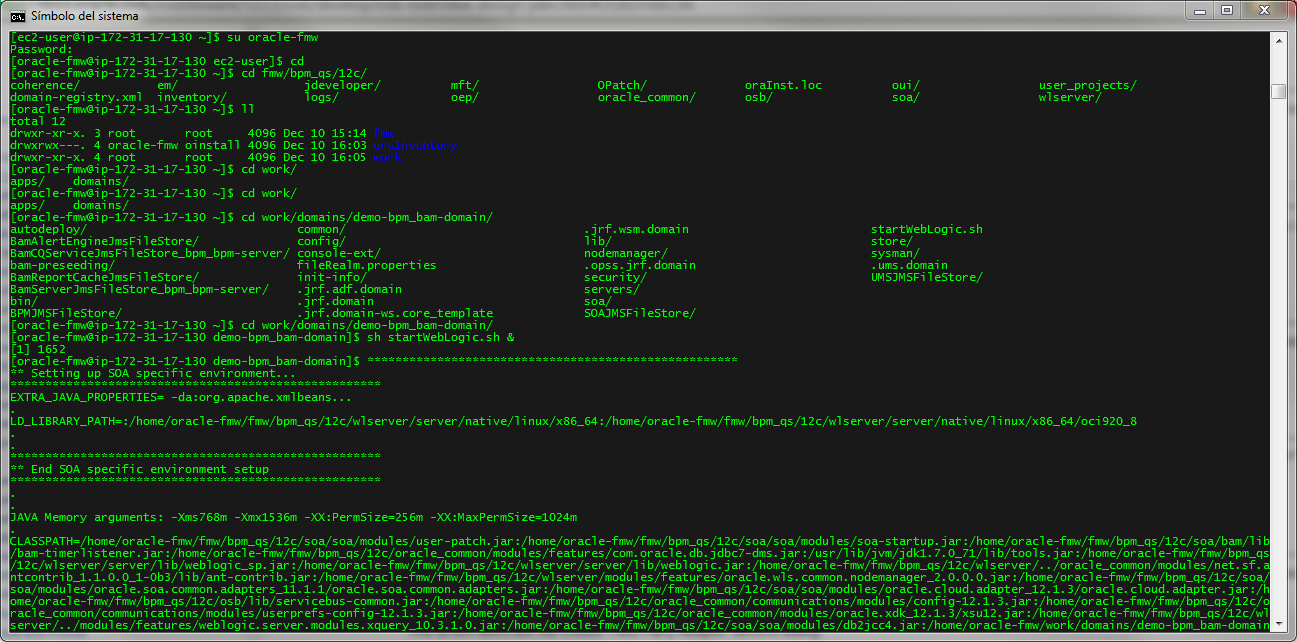 Símbolo del sistema
[ec2-user@ip-172-31-17-130 ~]$ su oracle-fmw
Password:
[oracle-fmw@ip-172-31-17-130 ec2-user]$ cd
[oracle-fmw@ip-172-31-17-130 ~]$ cd fmw/bpm_qs/12c/
coherence/ em/ jdeveloper/ mft/ OPatch/ oraInst.loc oui/ user_projects/
domain-registry.xml inventory/ logs/ oep/ oracle_common/ osb/ soa/ wlserver/
[oracle-fmw@ip-172-31-17-130 ~]$ ll
total 12
drwxr-xr-x. 3 root root 4096 Dec 10 15:14 fmw
drwxrwx---. 4 oracle-fmw oinstall 4096 Dec 10 16:03 oraInventory
drwxr-xr-x. 4 root root 4096 Dec 10 16:05 work
[oracle-fmw@ip-172-31-17-130 ~]$ cd work/
apps/ domains/
[oracle-fmw@ip-172-31-17-130 ~]$ cd work/
apps/ domains/
[oracle-fmw@ip-172-31-17-130 ~]$ cd work/domains/demo-bpm_bam-domain/
autodeploy/ common/ .jrf.wsm.domain startWebLogic.sh
BamAlertEngineJmsFileStore/ config/ lib/ store/
BamCQServiceJmsFileStore_bpm_bpm-server/ console-ext/ nodemanager/ sysman/
bam-preseeding/ fileRealm.properties .opss.jrf.domain .ums.domain
BamReportCacheJmsFileStore/ init-info/ security/ UMSJMSFileStore/
BamServerJmsFileStore_bpm_bpm-server/ .jrf.adf.domain servers/
bin/ .jrf.domain soa/
BPMJMSFileStore/ .jrf.domain-ws.core_template SOAJMSFileStore/
[oracle-fmw@ip-172-31-17-130 ~]$ cd work/domains/demo-bpm_bam-domain/
[oracle-fmw@ip-172-31-17-130 demo-bpm_bam-domain]$ sh startWebLogic.sh &
[1] 1652
[oracle-fmw@ip-172-31-17-130 demo-bpm_bam-domain]$ *****************************************************
** Setting up SOA specific environment...
*****************************************************
EXTRA_JAVA_PROPERTIES= -da:org.apache.xmlbeans...
.
LD_LIBRARY_PATH=:/home/oracle-fmw/fmw/bpm_qs/12c/wlserver/server/native/linux/x86_64:/home/oracle-fmw/fmw/bpm_qs/12c/wlserver/server/native/linux/x86_64/oci920_8
.
.
*****************************************************
** End SOA specific environment setup
*****************************************************
.
.
JAVA Memory arguments: -Xms768m -Xmx1536m -XX:PermSize=256m -XX:MaxPermSize=1024m
.
CLASSPATH=/home/oracle-fmw/fmw/bpm_qs/12c/soa/soa/modules/user-patch.jar:/home/oracle-fmw/fmw/bpm_qs/12c/soa/soa/modules/soa-startup.jar:/home/oracle-fmw/fmw/bpm_qs/12c/soa/bam/lib
/bam-timerlistener.jar:/home/oracle-fmw/fmw/bpm_qs/12c/oracle_common/modules/features/com.oracle.db.jdbc7-dms.jar:/usr/lib/jvm/jdk1.7.0_71/lib/tools.jar:/home/oracle-fmw/fmw/bpm_qs
/12c/wlserver/server/lib/weblogic_sp.jar:/home/oracle-fmw/fmw/bpm_qs/12c/wlserver/server/lib/weblogic.jar:/home/oracle-fmw/fmw/bpm_qs/12c/wlserver/../oracle_common/modules/net.sf.a
ntcontrib_1.1.0.0_1-0b3/lib/ant-contrib.jar:/home/oracle-fmw/fmw/bpm_qs/12c/wlserver/modules/features/oracle.wls.common.nodemanager_2.0.0.0.jar:/home/oracle-fmw/fmw/bpm_qs/12c/soa/
soa/modules/oracle.soa.common.adapters_11.1.1/oracle.soa.common.adapters.jar:/home/oracle-fmw/fmw/bpm_qs/12c/soa/soa/modules/oracle.cloud.adapter_12.1.3/oracle.cloud.adapter.jar:/h
ome/oracle-fmw/fmw/bpm_qs/12c/osb/lib/servicebus-common.jar:/home/oracle-fmw/fmw/bpm_qs/12c/oracle_common/communications/modules/config-12.1.3.jar:/home/oracle-fmw/fmw/bpm_qs/12c/o
racle_common/communications/modules/userprefs-config-12.1.3.jar:/home/oracle-fmw/fmw/bpm_qs/12c/oracle_common/modules/oracle.xdk_12.1.3/xsu12.jar:/home/oracle-fmw/fmw/bpm_qs/12c/wl
server/../modules/features/weblogic.server.modules.xquery_10.3.1.0.jar:/home/oracle-fmw/fmw/bpm_qs/12c/soa/soa/modules/db2jcc4.jar:/home/oracle-fmw/work/domains/demo-bpm_bam-domain